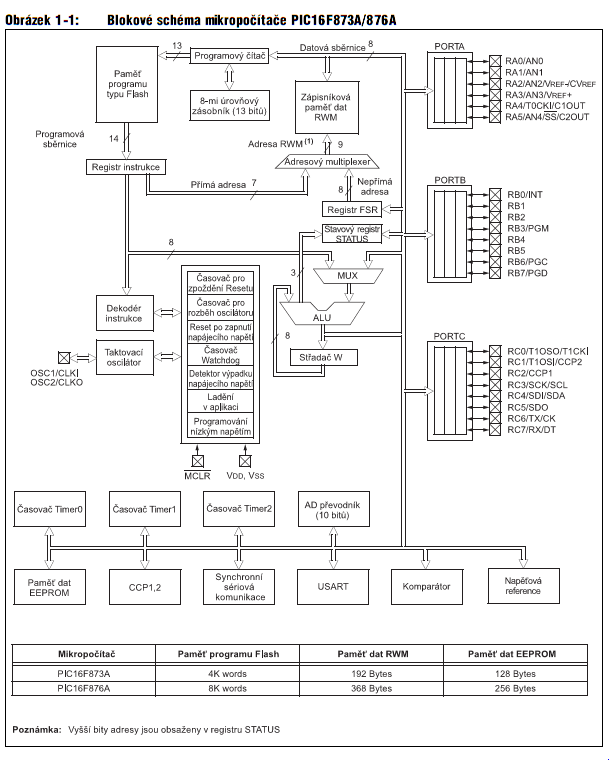 Obrázek 1-1: Blokové schéma mikropočítače PIC16F873A/876A
13
Programový čítač
Datová sběrnice
8
PORTA
Paměť
programu
typu Flash
8-mi úrovňový
zásobník (13 bitů)
Zápisníková
paměť dat
RWM
RA0/AN0
RA1/AN1
RA2/AN2/VREF-/CVREF
RA3/AN3/VREF+
RA4/T0CKI/C1OUT
RA5/AN4/SS/C2OUT
Programová
sběrnice
14
Adresa RWM(1)
9
Registr instrukce
Adresový multiplexer
Přímá adresa
7
8
Nepřímá
adresa
Registr FSR
Stavový registr
STATUS
PORTB
RB0/INT
RB1
RB2
RB3/PGM
RB4
RB5
RB6/PGC
RB7/PGD
8
3
MUX
ALU
8
Střadač W
Dekodér
instrukce
Taktovací
oscilátor
OSC1/CLKI
OSC2/CLKO
Časovač pro
zpoždění Resetu
Časovač pro
rozběh oscilátoru
Reset po zapnutí
napájecího napětí
Časovač
Watchdog
Detektor výpadku
napájecího napětí
Ladění
v aplikaci
Programování
nízkým napětím
MCLR
VDD, VSS
PORTC
RC0/T1OSO/T1CKI
RC1/T1OSI/CCP2
RC2/CCP1
RC3/SCK/SCL
RC4/SDI/SDA
RC5/SDO
RC6/TX/CK
RC7/RX/DT
Časovač Timer0
Časovač Timer1
Časovač Timer2
AD převodník
(10 bitů)
Paměť dat
EEPROM
CCP1,2
Synchronní
sériová
komunikace
USART
Komparátor
Napěťová
reference
Mikropočítač Paměť programu Flash Paměť dat RWM Paměť dat EEPROM
PIC16F873A 4K words 192 Bytes 128 Bytes
PIC16F876A 8K words 368 Bytes 256 Bytes
Poznámka: Vyšší bity adresy jsou obsaženy v registru STATUS